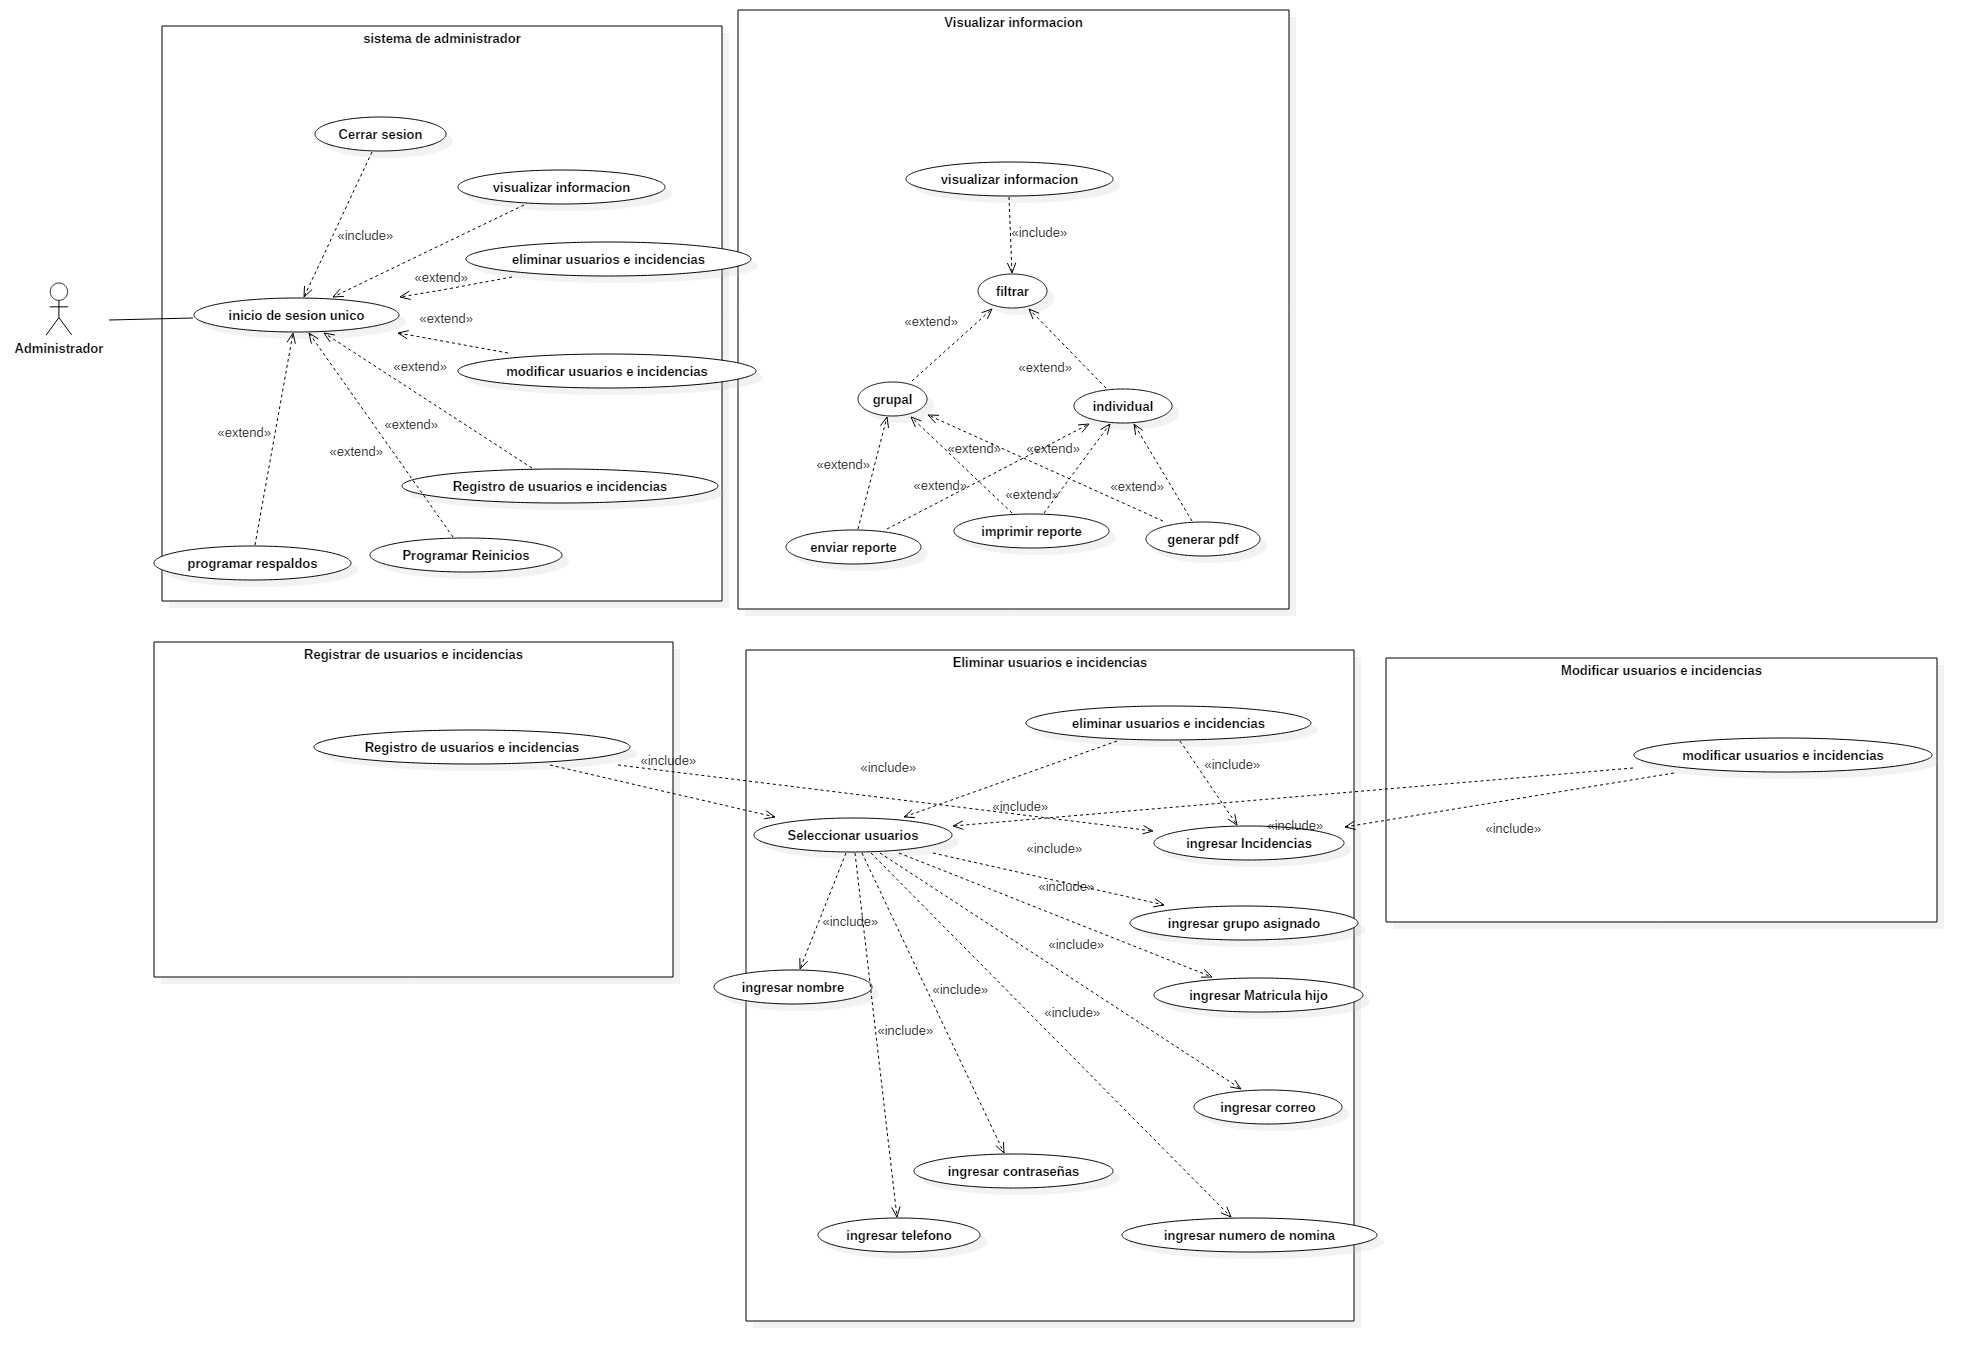 sistema de administrador
Cerrar sesion
visualizar informacion
«include»
eliminar usuarios e incidencias
«extend»
inicio de sesion unico
«extend»
Administrador
modificar usuarios e incidencias
«extend»
«extend»
«extend»
«extend»
Registro de usuarios e incidencias
Programar Reinicios
programar respaldos
Visualizar informacion
visualizar informacion
«include»
filtrar
«extend»
«extend»
grupal
individual
«extend»
«extend»
«extend»
«extend»
«extend»
«extend»
imprimir reporte
generar pdf
enviar reporte
Registrar de usuarios e incidencias
Registro de usuarios e incidencias
«include»
Eliminar usuarios e incidencias
eliminar usuarios e incidencias
«include»
«include»
«include»
«include»
Seleccionar usuarios
ingresar Incidencias
«include»
«include»
«include»
ingresar grupo asignado
«include»
ingresar nombre
«include»
ingresar Matricula hijo
«include»
«include»
ingresar correo
ingresar contraseñas
ingresar telefono
ingresar numero de nomina
Modificar usuarios e incidencias
modificar usuarios e incidencias
«include»